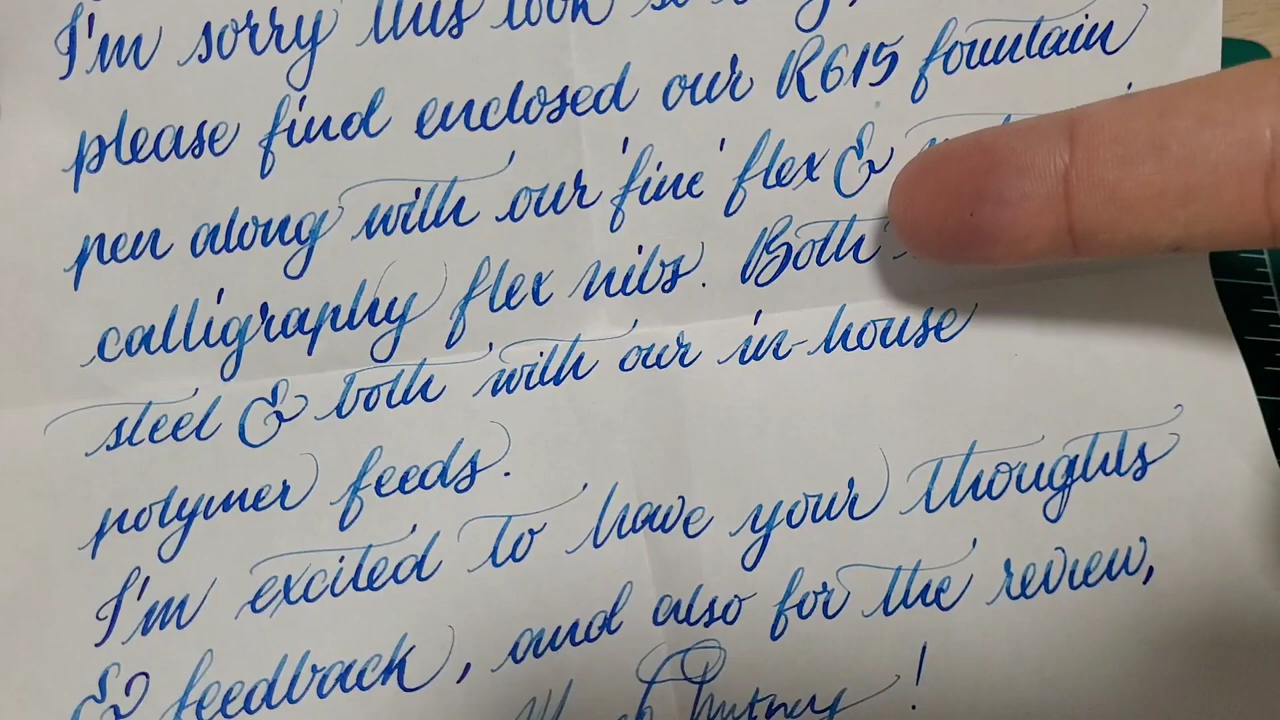 I'm sorry this took so long,
please find enclosed our R615 fountain
pen along with our 'fine' flex &
calligraphy flex nibs. Both
steel & both with our in-house
polymer feeds.
I'm excited to have your thoughts
& feedback, and also for the review,
!